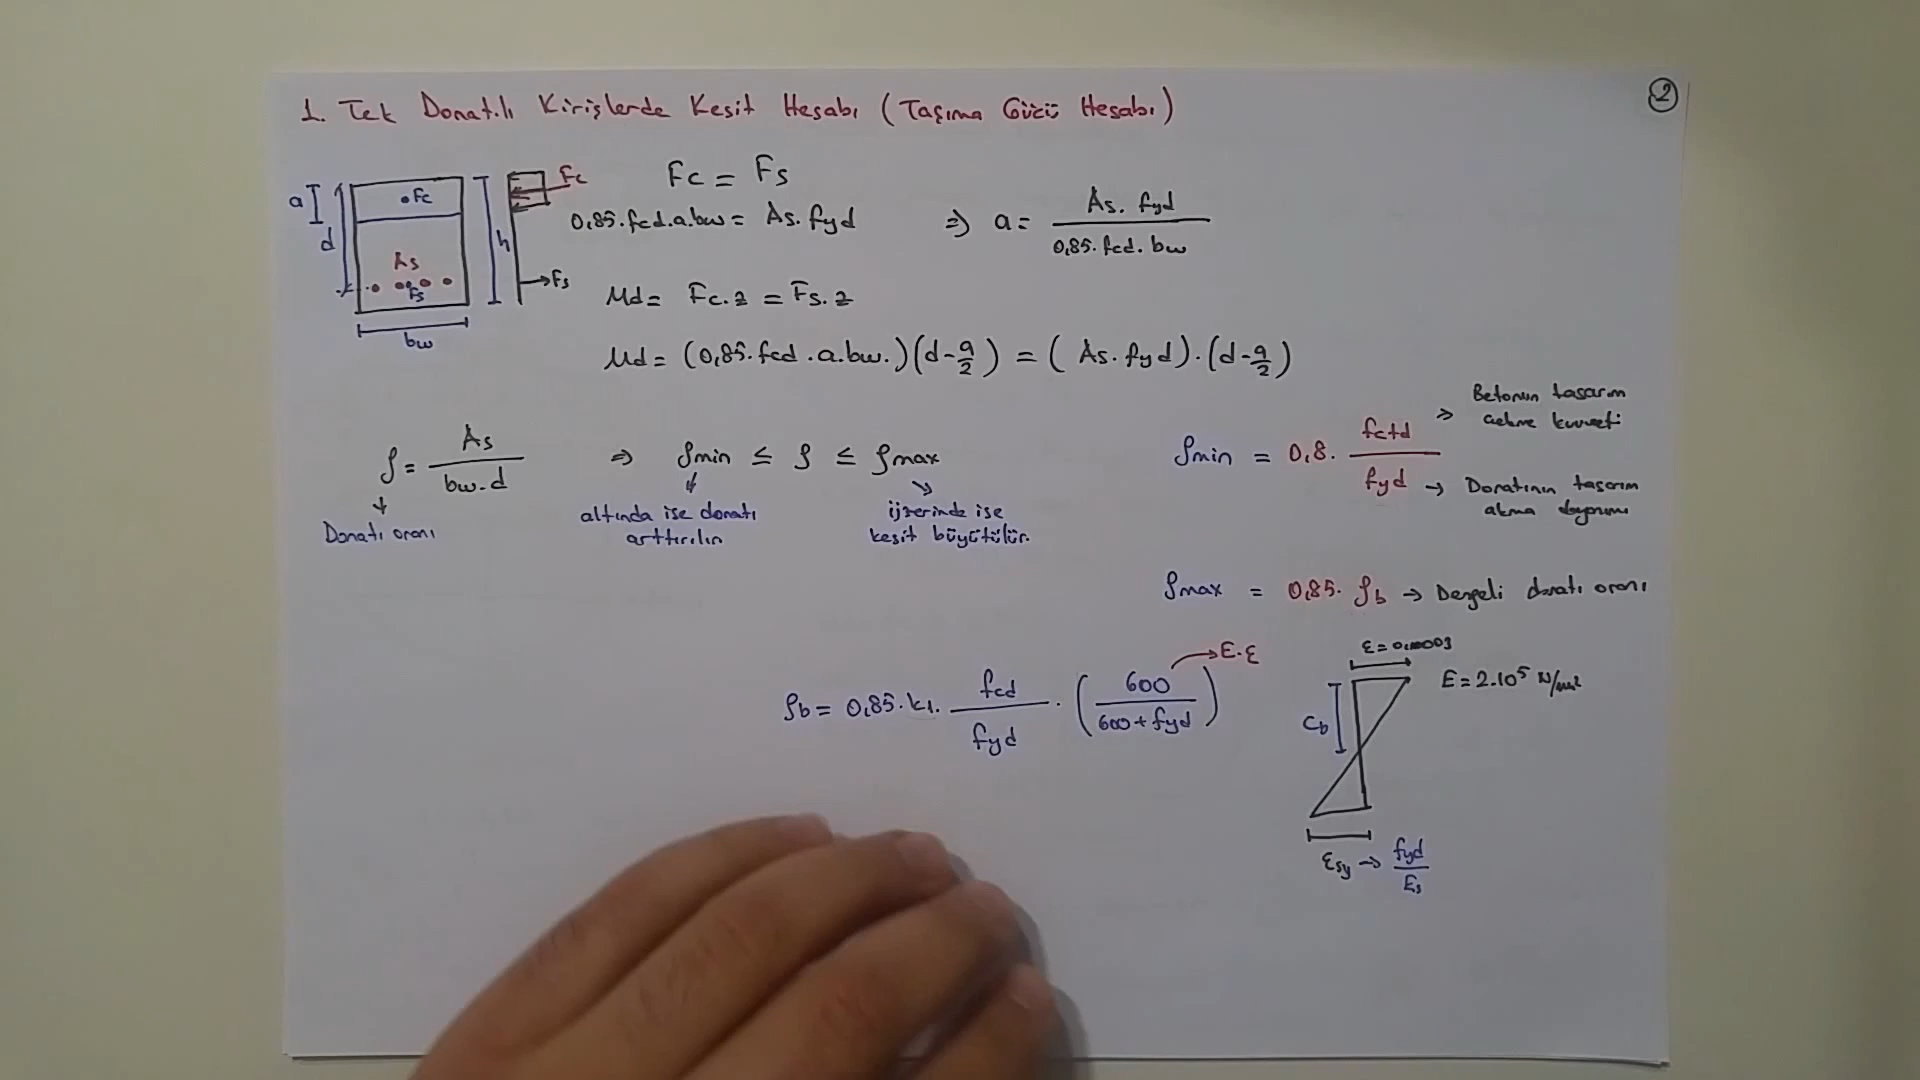 2
1. Tek Donatılı Kirişlerde Kesit Hesabı (Taşıma Gücü Hesabı)
a
d
Fc
As
Fs
bw
h
Fc
Fs
Fc = Fs
0,85.fcd.a.bw = As.fyd ⇒ a = As.fyd / 0,85.fcd.bw
Md = Fc.z = Fs.z
Md = (0,85.fcd.a.bw.)(d-a/2) = (As.fyd).(d-a/2)
ρ = As / bw.d ⇒ ρmin ≤ ρ ≤ ρmax
Donatı oranı
altında ise donatı
arttırılır
üzerinde ise
kesit büyütülür.
ρmin = 0,8. fctd / fyd
Betonun tasarım
çekme kuvveti
Donatının tasarım
akma dayanımı
ρmax = 0,85.ρb → Dengeli donatı oranı
ρb = 0,85.k1. fcd / fyd . (600 / 600+fyd) → E.ε
E = 2.10⁵ N/mm²
Cb
εsy → fyd / Es